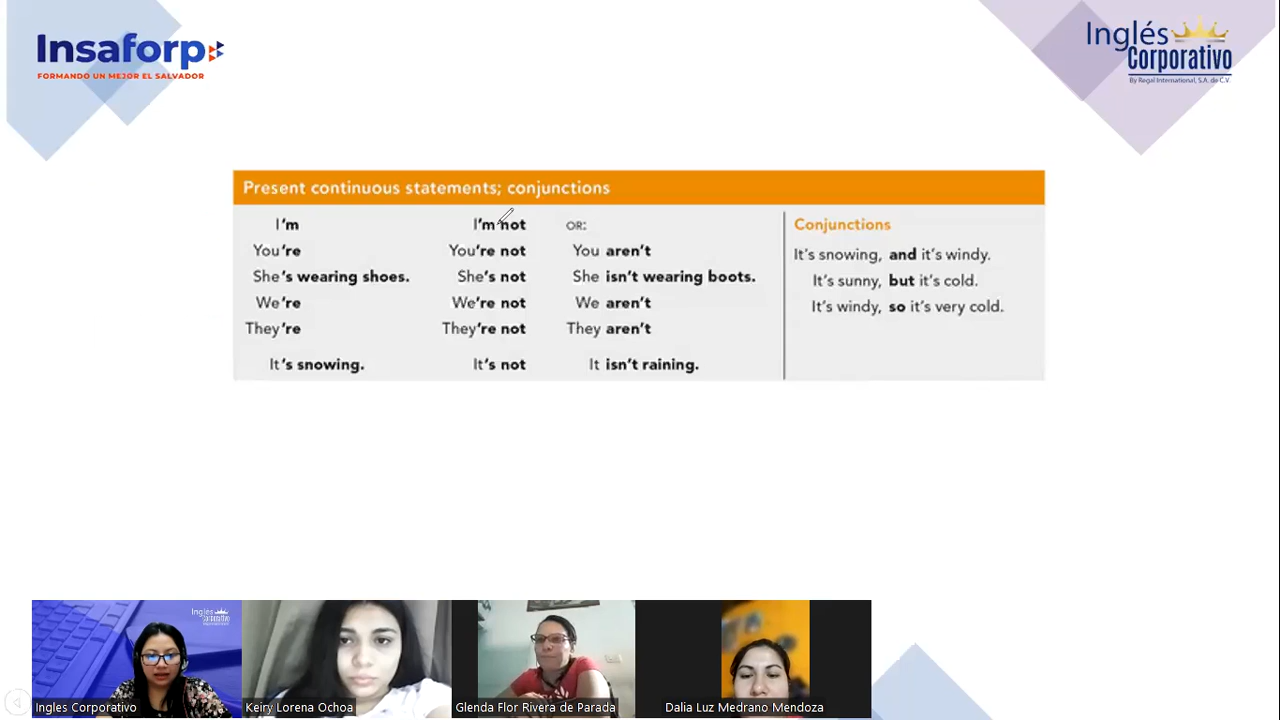 Insaforp
FORMANDO UN MEJOR EL SALVADOR
Inglés
Corporativo
By Regal International, S.A. de C.V.
Present continuous statements; conjunctions
I'm
You're
She's wearing shoes.
We're
They're
It's snowing.
I'm not
You're not
She's not
We're not
They're not
It's not
OR:
You aren't
She isn't wearing boots.
We aren't
They aren't
It isn't raining.
Conjunctions
It's snowing, and it's windy.
It's sunny, but it's cold.
It's windy, so it's very cold.
Inglés
Corporativo
Ingles Corporativo
Keiry Lorena Ochoa
Glenda Flor Rivera de Parada
Dalia Luz Medrano Mendoza